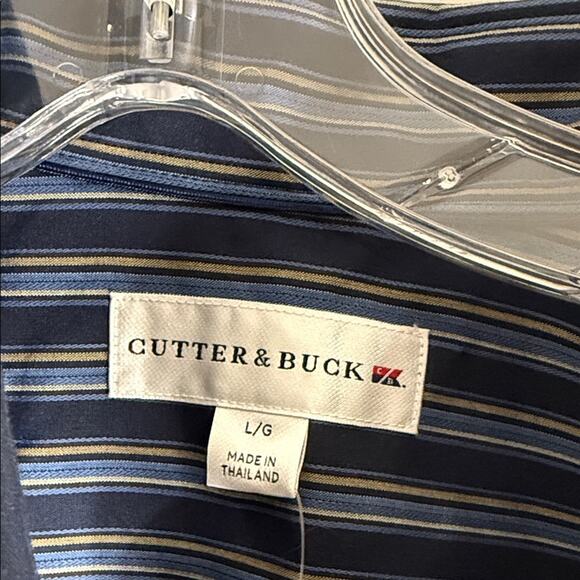 CUTTER & BUCK
L/G
MADE IN
THAILAND